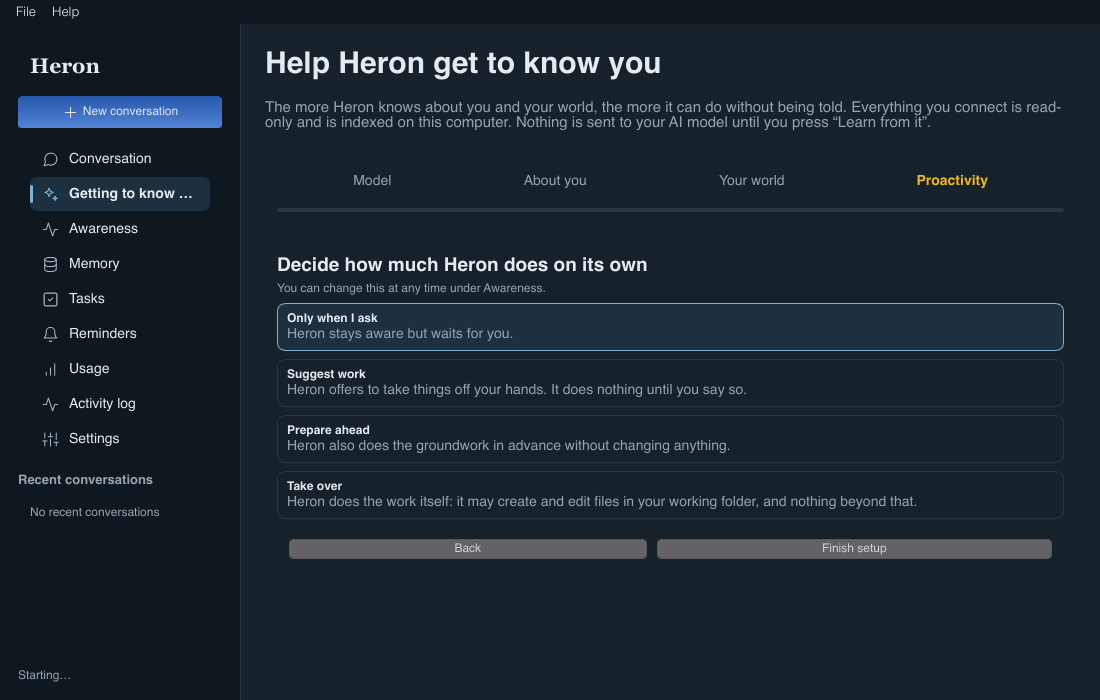 File Help
Heron
New conversation
Conversation
Getting to know …
Awareness
Memory
Tasks
Reminders
Usage
Activity log
Settings
Recent conversations
No recent conversations
Starting…
Help Heron get to know you
The more Heron knows about you and your world, the more it can do without being told. Everything you connect is read-
only and is indexed on this computer. Nothing is sent to your AI model until you press “Learn from it”.
Model About you Your world Proactivity
Decide how much Heron does on its own
You can change this at any time under Awareness.
Only when I ask
Heron stays aware but waits for you.
Suggest work
Heron offers to take things off your hands. It does nothing until you say so.
Prepare ahead
Heron also does the groundwork in advance without changing anything.
Take over
Heron does the work itself: it may create and edit files in your working folder, and nothing beyond that.
Back Finish setup